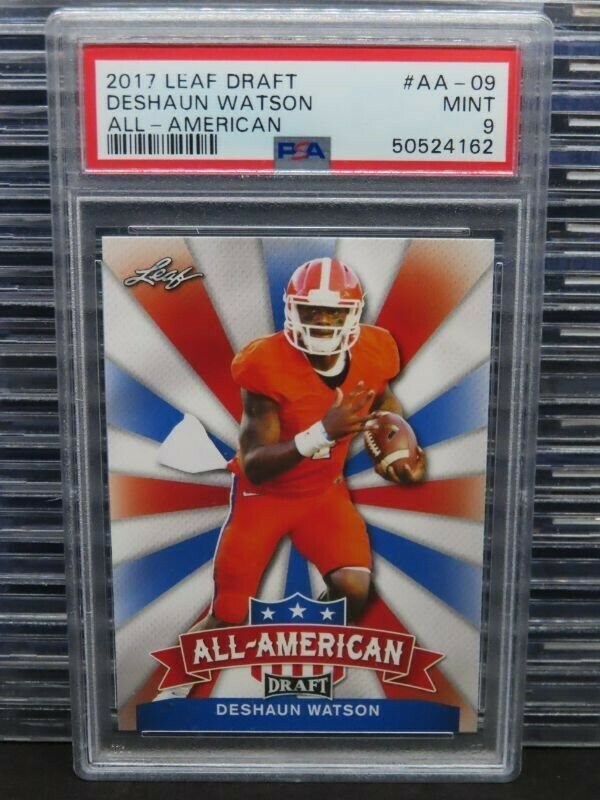 2017 LEAF DRAFT #AA-09
DESHAUN WATSON MINT
ALL-AMERICAN 9
PSA 50524162
Leaf
ALL-AMERICAN
DRAFT
DESHAUN WATSON